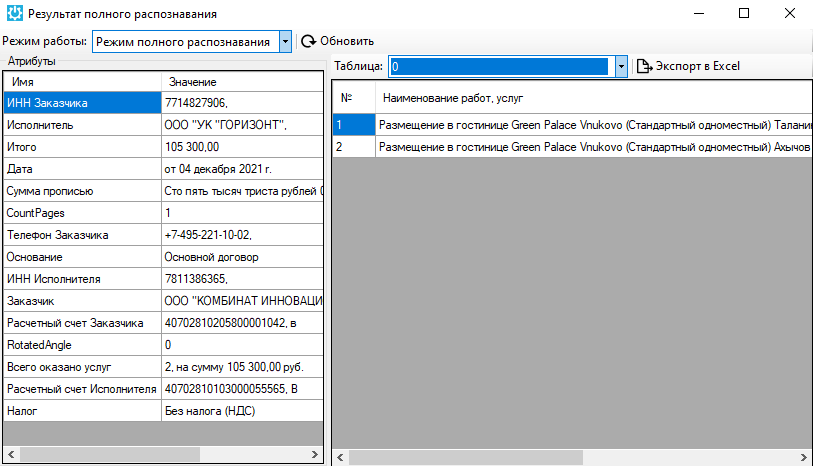 Результат полного распознавания
Режим работы: Режим полного распознавания Обновить
Атрибуты
Имя Значение
ИНН Заказчика 7714827906,
Исполнитель ООО "УК "ГОРИЗОНТ",
Итого 105 300,00
Дата от 04 декабря 2021 г.
Сумма прописью Сто пять тысяч триста рублей 0
CountPages 1
Телефон Заказчика +7-495-221-10-02,
Основание Основной договор
ИНН Исполнителя 7811386365,
Заказчик ООО "КОМБИНАТ ИННОВАЦИ
Расчетный счет Заказчика 40702810205800001042, в
RotatedAngle 0
Всего оказано услуг 2, на сумму 105 300,00 руб.
Расчетный счет Исполнителя 40702810103000055565, В
Налог Без налога (НДС)
Таблица: 0 Экспорт в Excel
№ Наименование работ, услуг
1 Размещение в гостинице Green Palace Vnukovo (Стандартный одноместный) Талани
2 Размещение в гостинице Green Palace Vnukovo (Стандартный одноместный) Ахычов